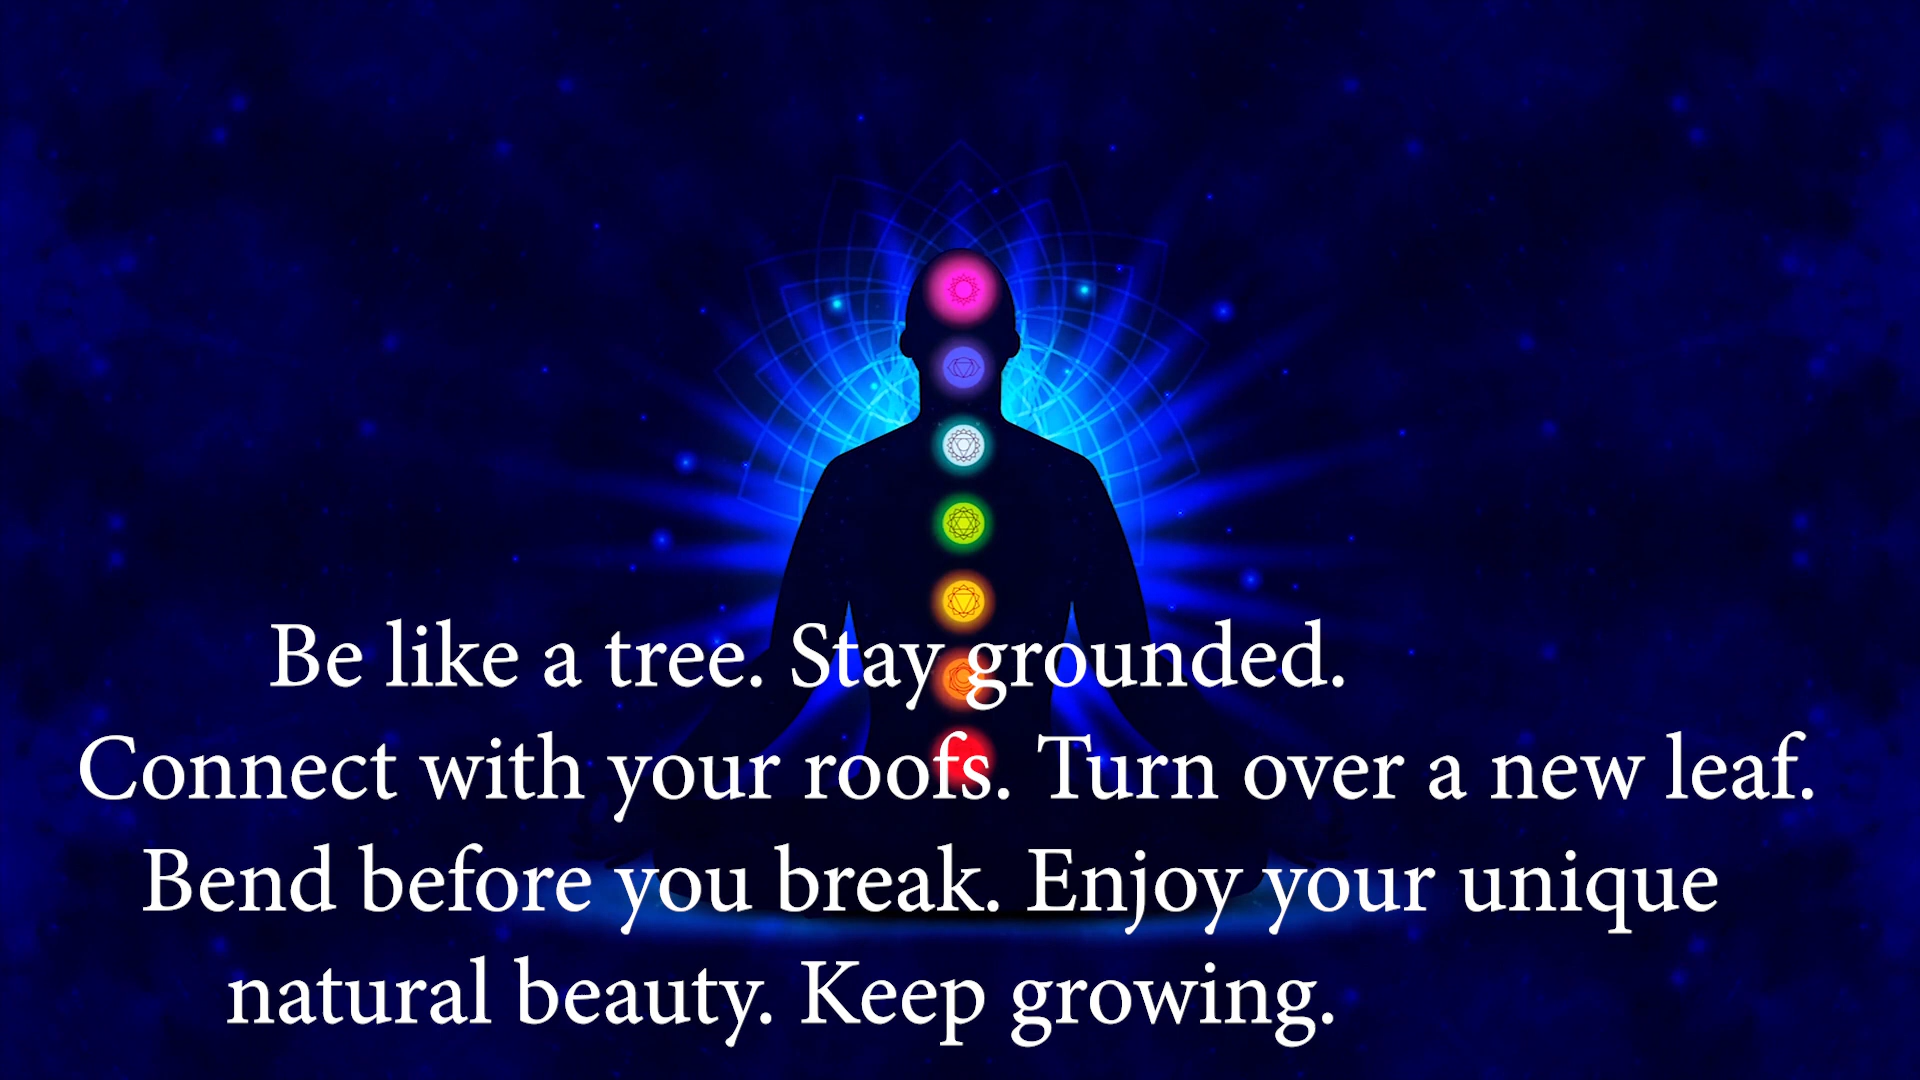 Be like a tree. Stay grounded.
Connect with your roofs. Turn over a new leaf.
Bend before you break. Enjoy your unique
natural beauty. Keep growing.